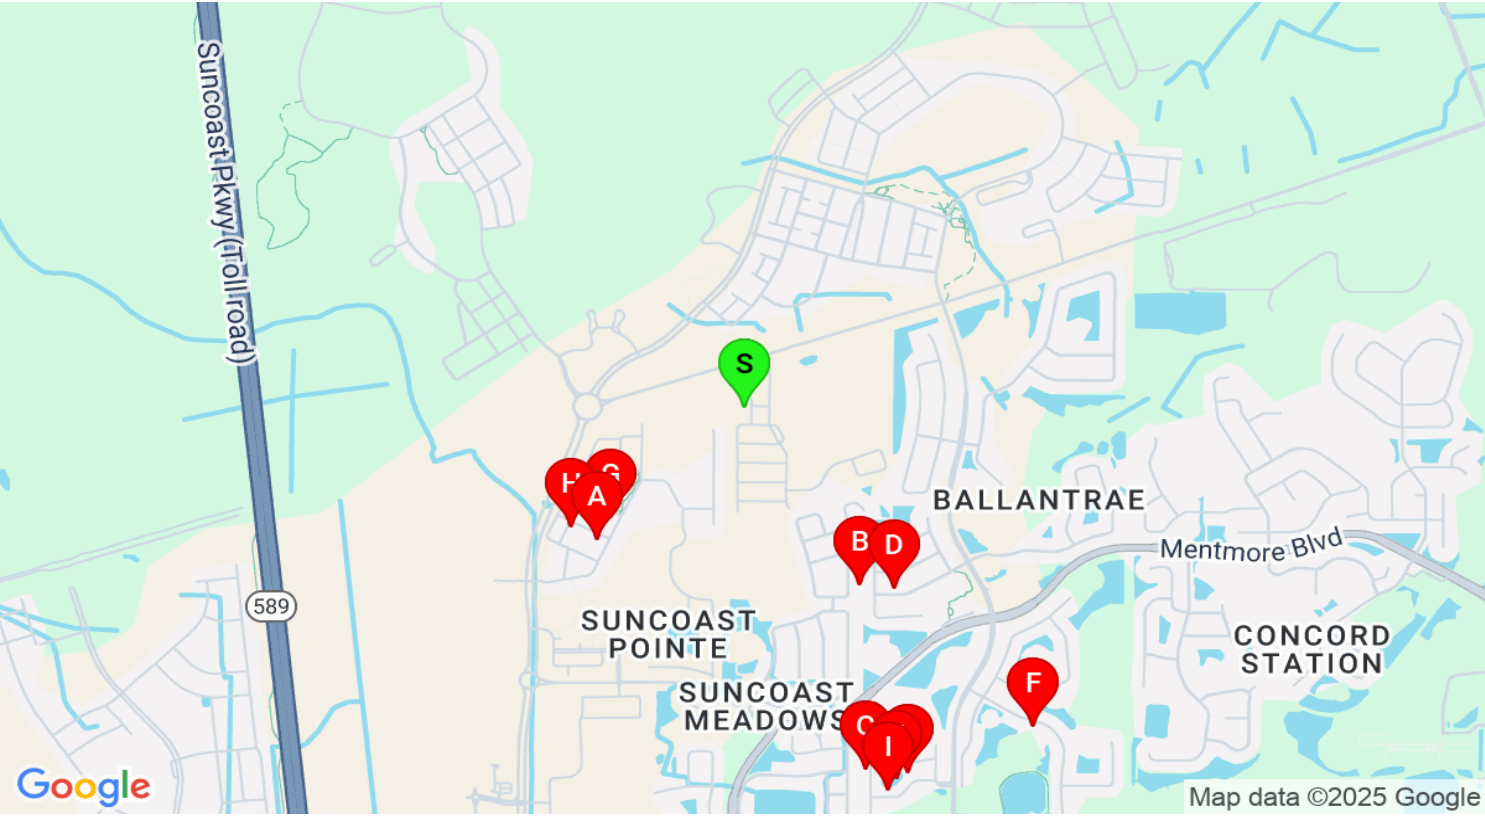 Suncoast Pkwy (Toll road)
S
H
G
A
BALLANTRAE
B
D
Mentmore Blvd
589
SUNCOAST
POINTE
CONCORD
STATION
SUNCOAST
MEADOWS
F
C
I
Google
Map data ©2025 Google